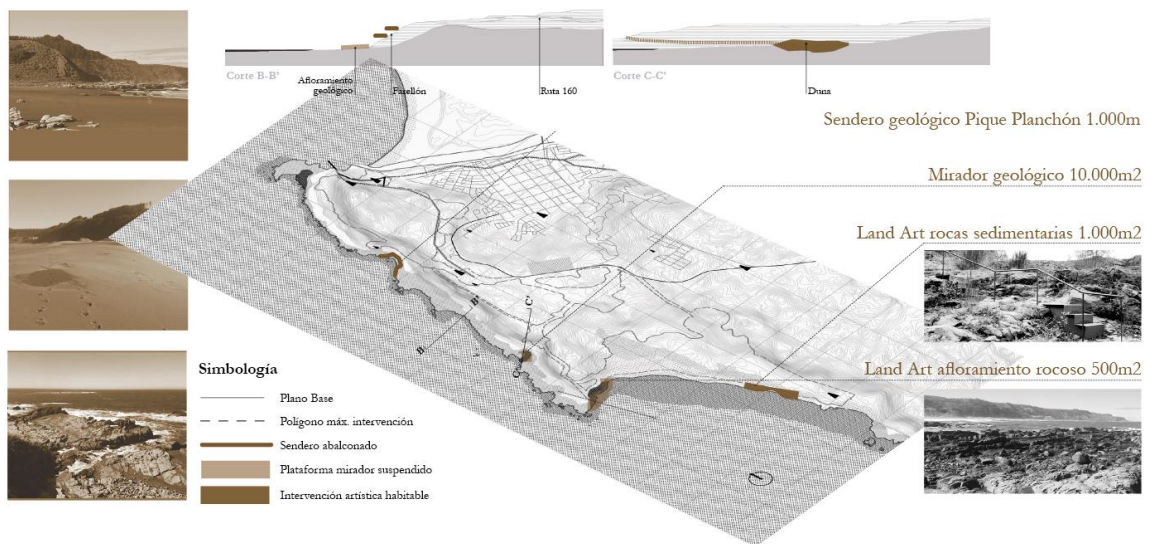 Corte B-B'
Afloramiento
geológico
Farellón
Ruta 160
Corte C-C'
Duna
Sendero geológico Pique Planchón 1.000m
Mirador geológico 10.000m2
Land Art rocas sedimentarias 1.000m2
Land Art afloramiento rocoso 500m2
B
B'
C
C'
Simbología
Plano Base
Polígono máx. intervención
Sendero abalconado
Plataforma mirador suspendido
Intervención artística habitable